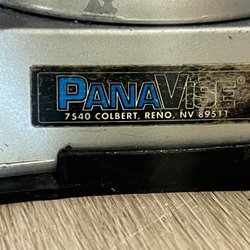 PANAVISE
7540 COLBERT, RENO, NV 89511